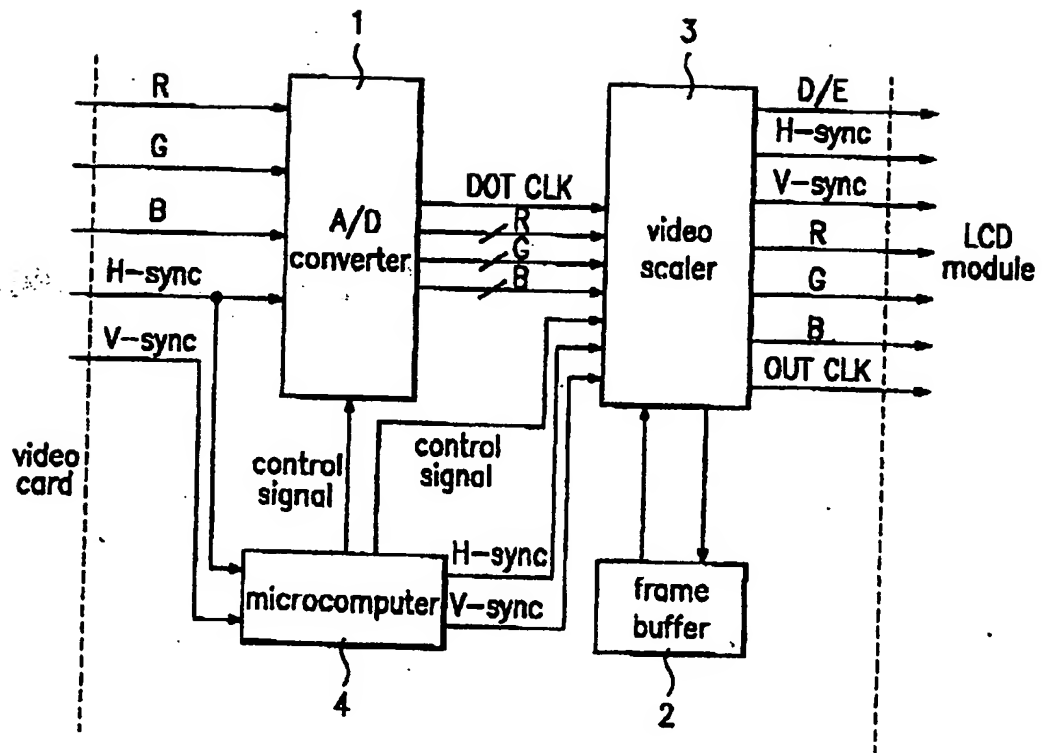 1
3
R
G
B
H-sync
V-sync
A/D
converter
DOT CLK
R
G
B
video
scaler
D/E
H-sync
V-sync
R
G
B
OUT CLK
LCD
module
video
card
control
signal
control
signal
microcomputer
H-sync
V-sync
frame
buffer
4
2